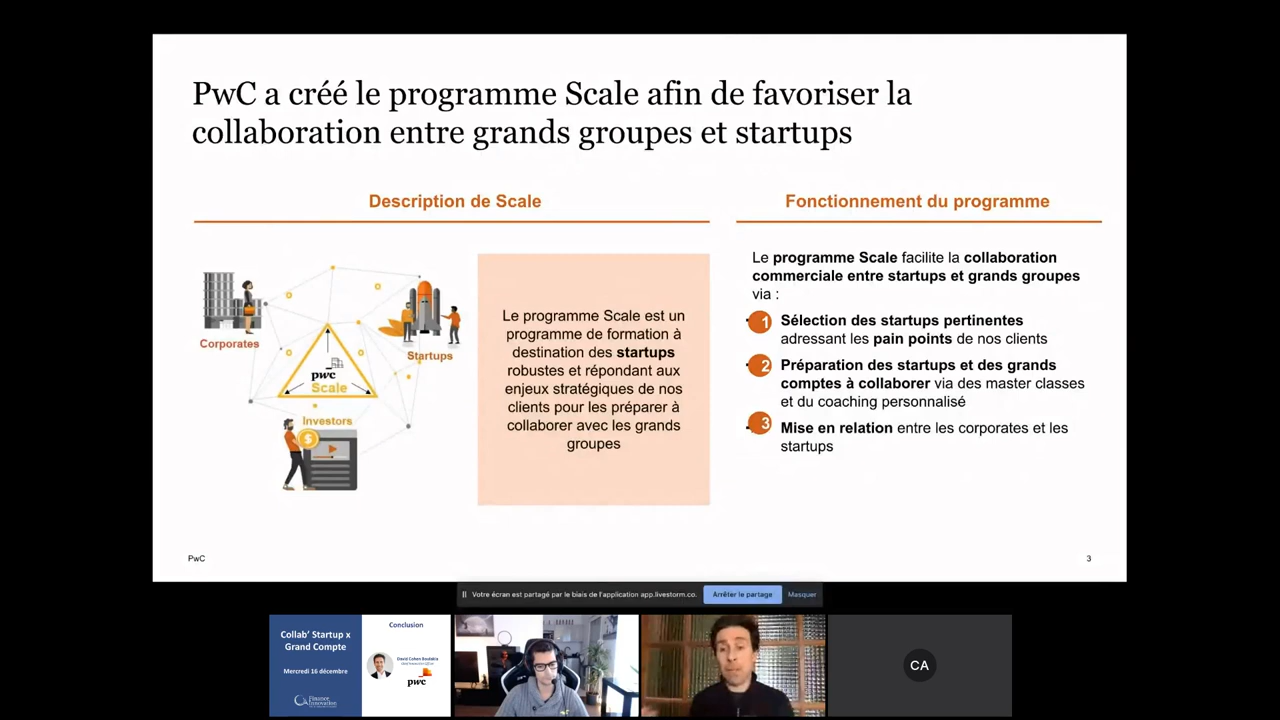 PwC a créé le programme Scale afin de favoriser la
collaboration entre grands groupes et startups
Description de Scale
Corporates
Startups
pwc
Scale
Investors
$
Le programme Scale est un
programme de formation à
destination des startups
robustes et répondant aux
enjeux stratégiques de nos
clients pour les préparer à
collaborer avec les grands
groupes
Fonctionnement du programme
Le programme Scale facilite la collaboration
commerciale entre startups et grands groupes
via :
1 Sélection des startups pertinentes
adressant les pain points de nos clients
2 Préparation des startups et des grands
comptes à collaborer via des master classes
et du coaching personnalisé
3 Mise en relation entre les corporates et les
startups
PwC
3
Votre écran est partagé par le biais de l'application app.livestorm.co.
Arrêter le partage
Masquer
Collab' Startup x
Grand Compte
Mercredi 16 décembre
Finance
Innovation
Conclusion
David Cohen Boulakia
pwc
CA